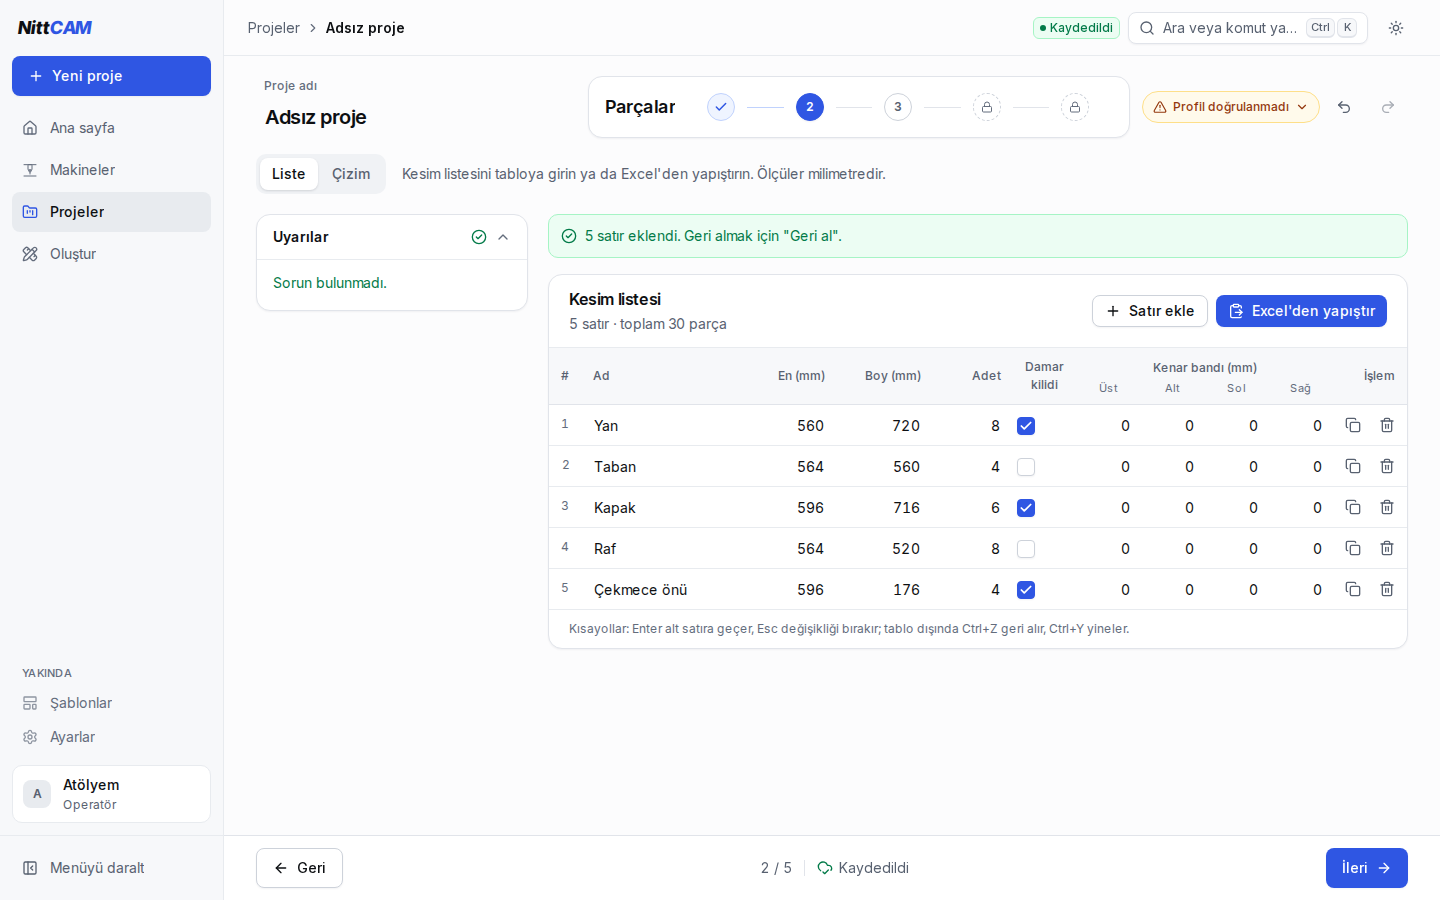 NittCAM
Yeni proje
Ana sayfa
Makineler
Projeler
Oluştur
YAKINDA
Şablonlar
Ayarlar
A
Atölyem
Operatör
Menüyü daralt
Projeler > Adsız proje
Kaydedildi
Ara veya komut ya... Ctrl K
Proje adı
Adsız proje
Parçalar 2 3
Profil doğrulanmadı
Liste Çizim Kesim listesini tabloya girin ya da Excel'den yapıştırın. Ölçüler milimetredir.
Uyarılar
Sorun bulunmadı.
5 satır eklendi. Geri almak için "Geri al".
Kesim listesi
5 satır · toplam 30 parça
Satır ekle
Excel'den yapıştır
# Ad En (mm) Boy (mm) Adet Damar kilidi Kenar bandı (mm) İşlem
Üst Alt Sol Sağ
1 Yan 560 720 8 0 0 0 0
2 Taban 564 560 4 0 0 0 0
3 Kapak 596 716 6 0 0 0 0
4 Raf 564 520 8 0 0 0 0
5 Çekmece önü 596 176 4 0 0 0 0
Kısayollar: Enter alt satıra geçer, Esc değişikliği bırakır; tablo dışında Ctrl+Z geri alır, Ctrl+Y yineler.
Geri
2 / 5
Kaydedildi
İleri